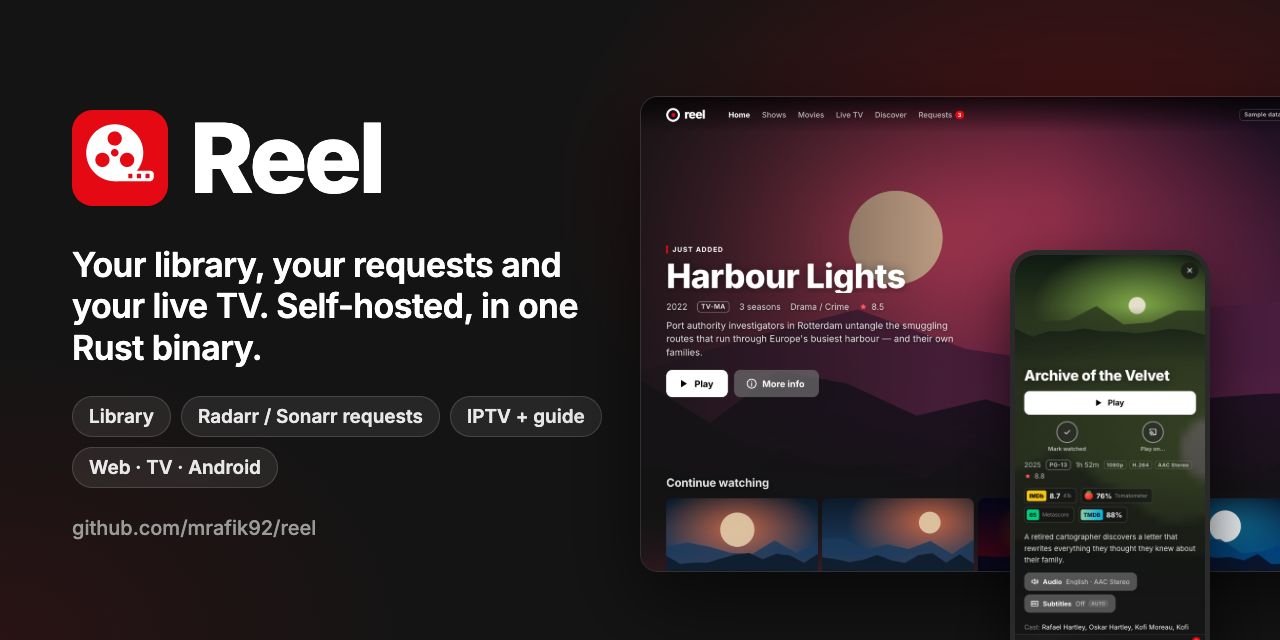 Reel
Your library, your requests and
your live TV. Self-hosted, in one
Rust binary.
Library
Radarr / Sonarr requests
IPTV + guide
Web · TV · Android
github.com/mrafik92/reel
reel
Home
Shows
Movies
Live TV
Discover
Requests
3
Sample data
JUST ADDED
Harbour Lights
2022 TV-MA 3 seasons Drama / Crime ★ 8.5
Port authority investigators in Rotterdam untangle the smuggling
routes that run through Europe's busiest harbour — and their own
families.
Play
More info
Continue watching
Archive of the Velvet
Play
Mark watched
Play on...
2025 PG-13 1h 52m 1080p H.264 AAC Stereo
★ 8.8
IMDb 8.7
76% Tomatometer
65 Metascore
TMDB 88%
A retired cartographer discovers a letter that
rewrites everything they thought they knew about
their family.
Audio English · AAC Stereo
Subtitles Off AUTO
Cast: Rafael Hartley, Oskar Hartley, Kofi Moreau, Kofi